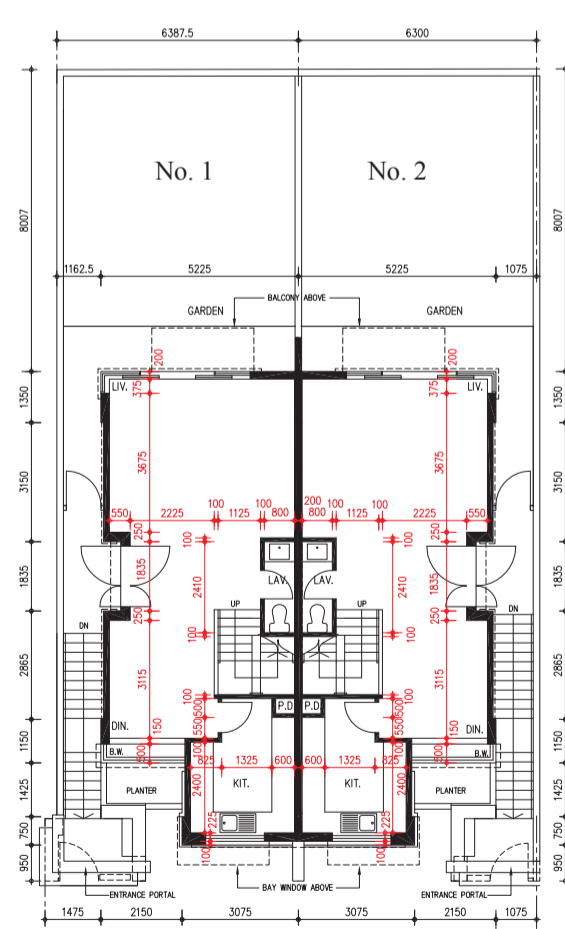 6387.5 6300
No. 1 No. 2
8007 8007
1162.5 5225 5225 1075
BALCONY ABOVE
GARDEN GARDEN
200 200
1350 1350
LIV. 375 375 LIV.
3675 3675
3150 3150
550 2225 100 1125 100 800 200 800 100 1125 100 2225 550
250 100 100 250
1835 1835 2410 LAV. LAV. 2410 1835 1835
250 UP UP 250
DN 100 100 DN
2865 3115 3115 2865
100 100
500 P.D P.D 500
DIN. 150 550 550 150 DIN.
1150 B.W. 500 100 100 500 B.W. 1150
825 1325 600 600 1325 825
2400 KIT. KIT. 2400
1425 PLANTER PLANTER 1425
225 225
750 750
100 100
950 950
ENTRANCE PORTAL BAY WINDOW ABOVE ENTRANCE PORTAL
1475 2150 3075 3075 2150 1075